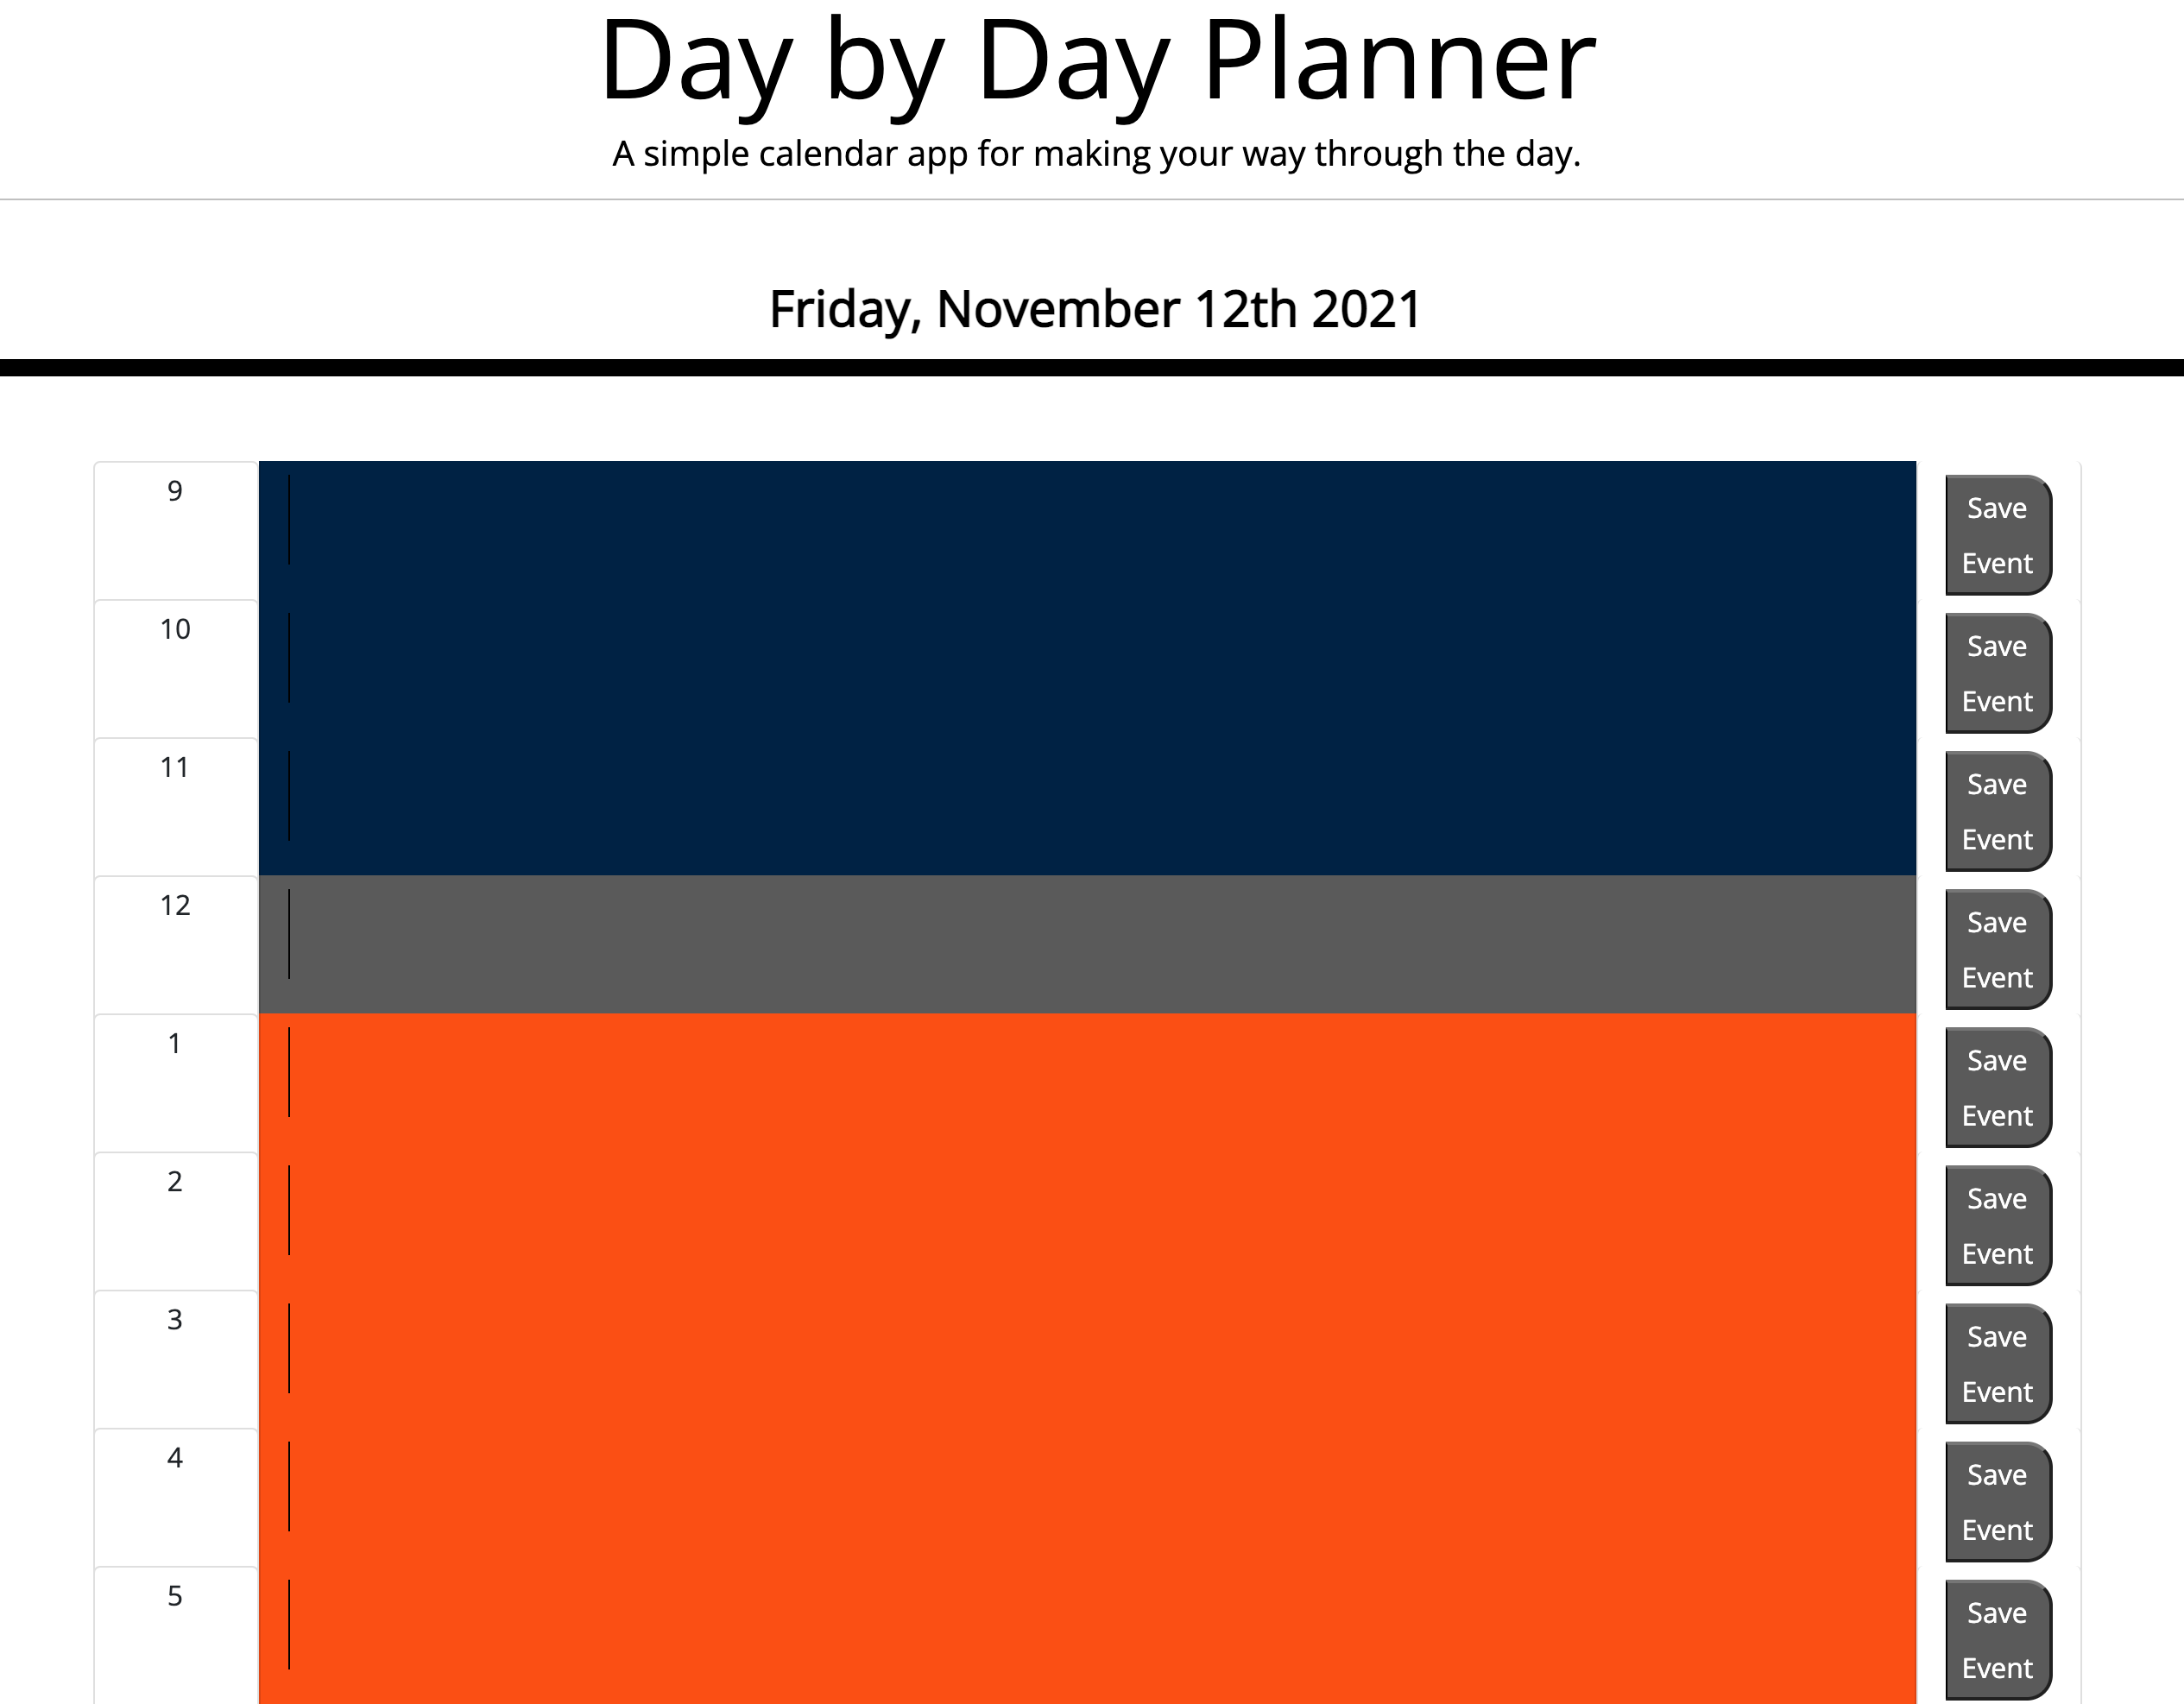 Day by Day Planner
A simple calendar app for making your way through the day.
Friday, November 12th 2021
9
Save
Event
10
Save
Event
11
Save
Event
12
Save
Event
1
Save
Event
2
Save
Event
3
Save
Event
4
Save
Event
5
Save
Event